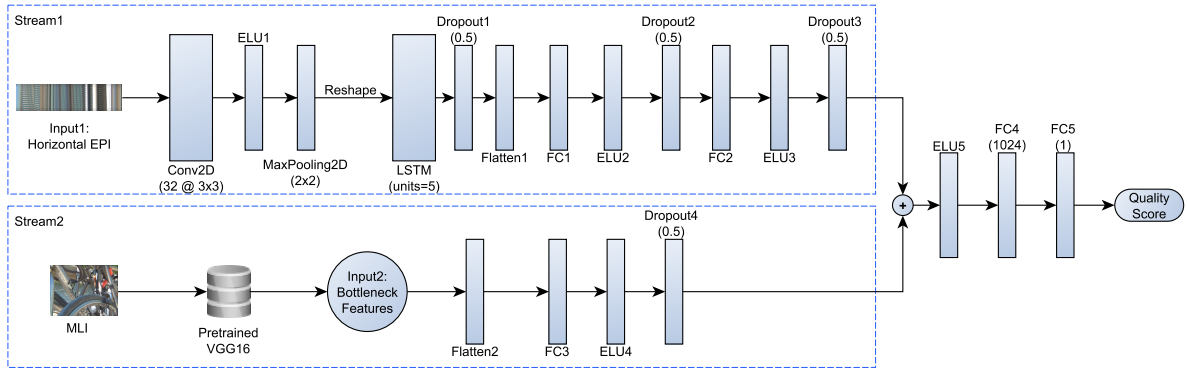 Stream1
Input1:
Horizontal EPI
Conv2D
(32 @ 3x3)
ELU1
MaxPooling2D
(2x2)
Reshape
LSTM
(units=5)
Dropout1
(0.5)
Flatten1
FC1
ELU2
Dropout2
(0.5)
FC2
ELU3
Dropout3
(0.5)
Stream2
MLI
Pretrained
VGG16
Input2:
Bottleneck
Features
Flatten2
FC3
ELU4
Dropout4
(0.5)
+
ELU5
FC4
(1024)
FC5
(1)
Quality
Score